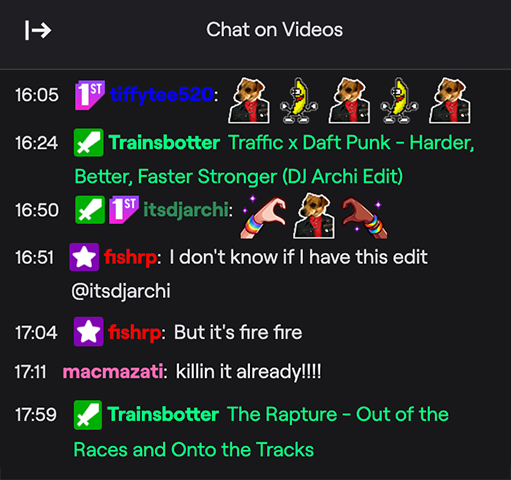 Chat on Videos
16:05 1ST tiffytee520:
16:24 Trainsbotter Traffic x Daft Punk - Harder,
Better, Faster Stronger (DJ Archi Edit)
16:50 1ST itsdjarchi:
16:51 fishrp: I don't know if I have this edit
@itsdjarchi
17:04 fishrp: But it's fire fire
17:11 macmazati: killin it already!!!!
17:59 Trainsbotter The Rapture - Out of the
Races and Onto the Tracks